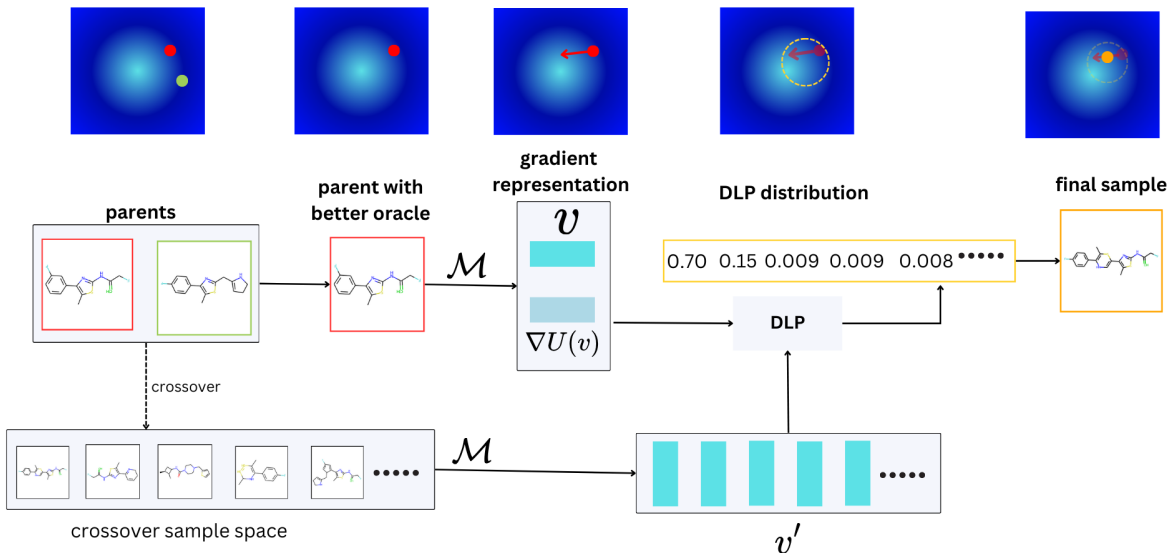 gradient
representation
parent with
better oracle
DLP distribution
final sample
parents
v
∇U(v)
ℳ
0.70 0.15 0.009 0.009 0.008 •••••
DLP
crossover
ℳ
•••••
•••••
crossover sample space
v′